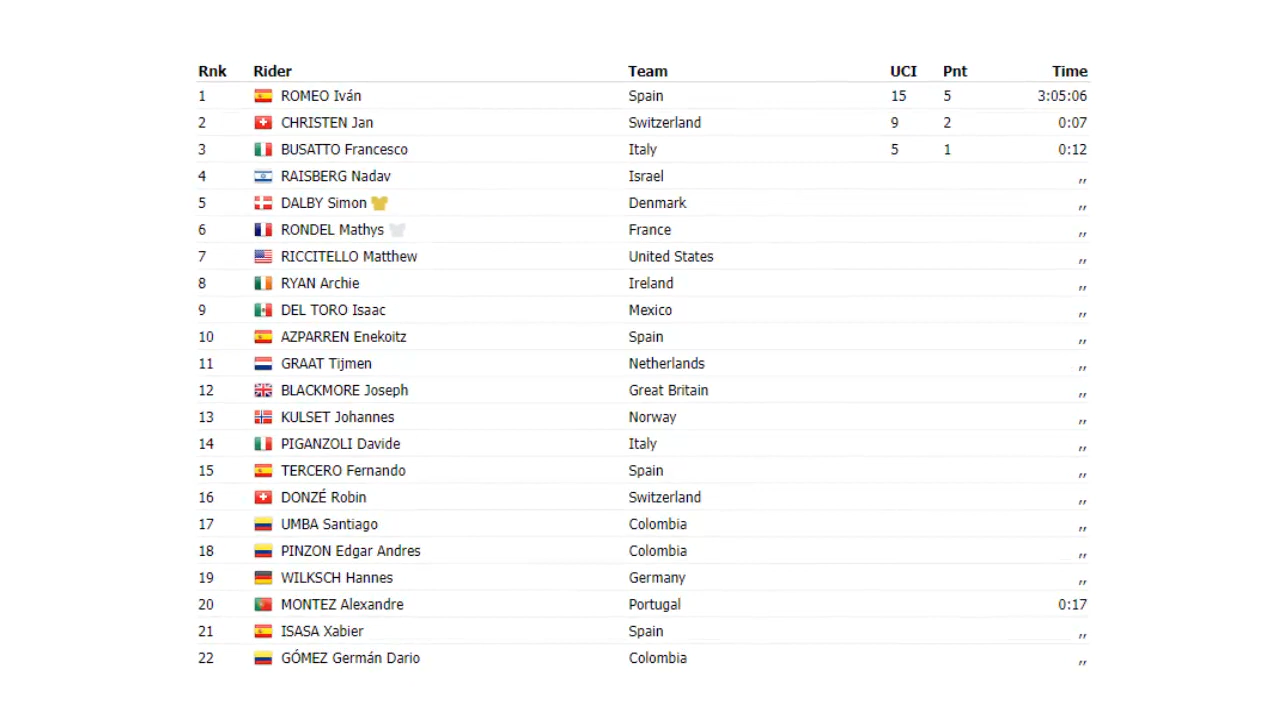 Rnk Rider Team UCI Pnt Time
1 ROMEO Iván Spain 15 5 3:05:06
2 CHRISTEN Jan Switzerland 9 2 0:07
3 BUSATTO Francesco Italy 5 1 0:12
4 RAISBERG Nadav Israel ,,
5 DALBY Simon Denmark ,,
6 RONDEL Mathys France ,,
7 RICCITELLO Matthew United States ,,
8 RYAN Archie Ireland ,,
9 DEL TORO Isaac Mexico ,,
10 AZPARREN Enekoitz Spain ,,
11 GRAAT Tijmen Netherlands ,,
12 BLACKMORE Joseph Great Britain ,,
13 KULSET Johannes Norway ,,
14 PIGANZOLI Davide Italy ,,
15 TERCERO Fernando Spain ,,
16 DONZÉ Robin Switzerland ,,
17 UMBA Santiago Colombia ,,
18 PINZON Edgar Andres Colombia ,,
19 WILKSCH Hannes Germany ,,
20 MONTEZ Alexandre Portugal 0:17
21 ISASA Xabier Spain ,,
22 GÓMEZ Germán Dario Colombia ,,